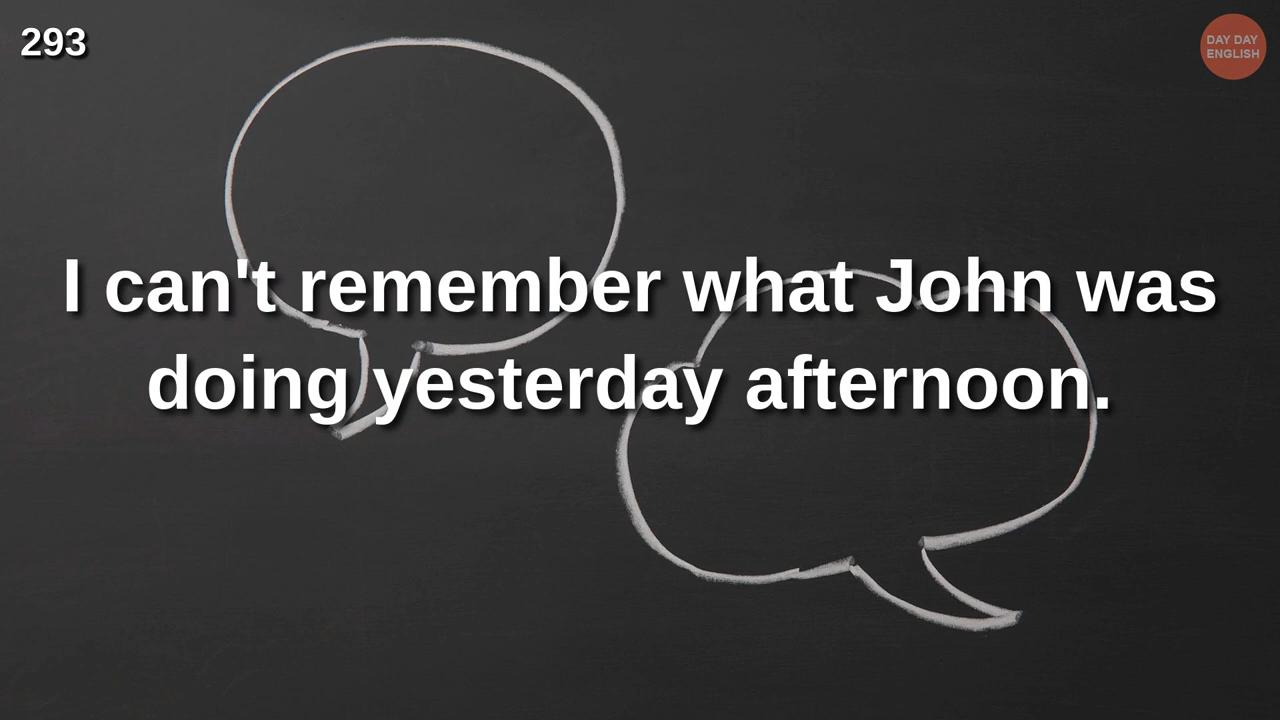 293
DAY DAY
ENGLISH
I can't remember what John was
doing yesterday afternoon.